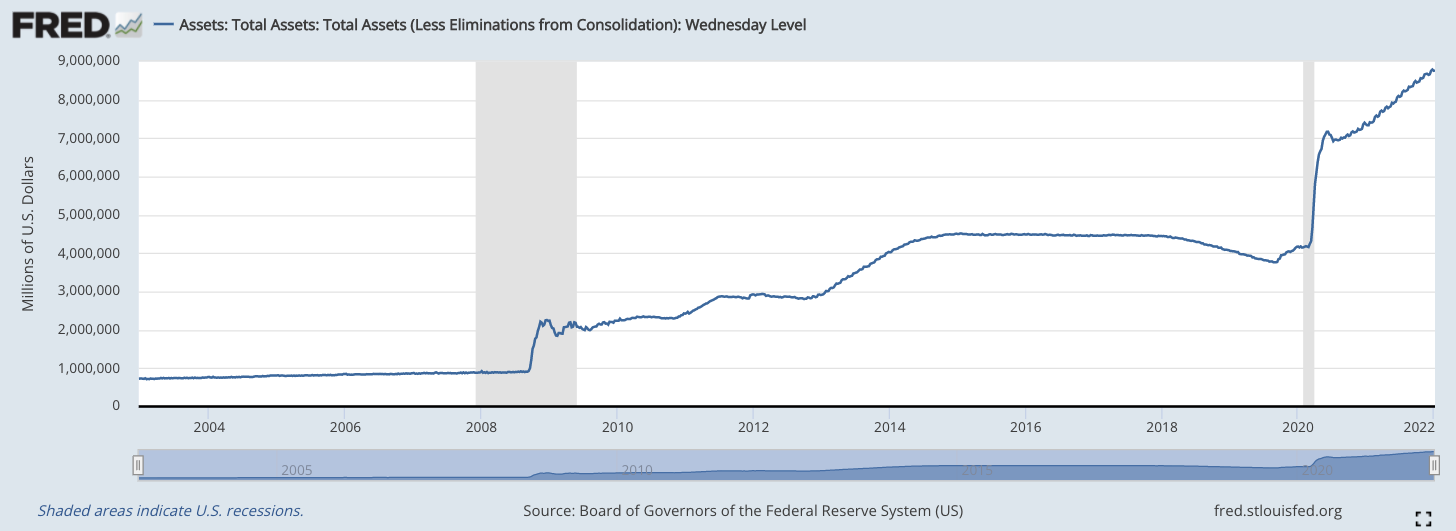 FRED
Assets: Total Assets: Total Assets (Less Eliminations from Consolidation): Wednesday Level
Millions of U.S. Dollars
9,000,000
8,000,000
7,000,000
6,000,000
5,000,000
4,000,000
3,000,000
2,000,000
1,000,000
0
2004 2006 2008 2010 2012 2014 2016 2018 2020 2022
2005 2010 2015 2020
Shaded areas indicate U.S. recessions. Source: Board of Governors of the Federal Reserve System (US) fred.stlouisfed.org